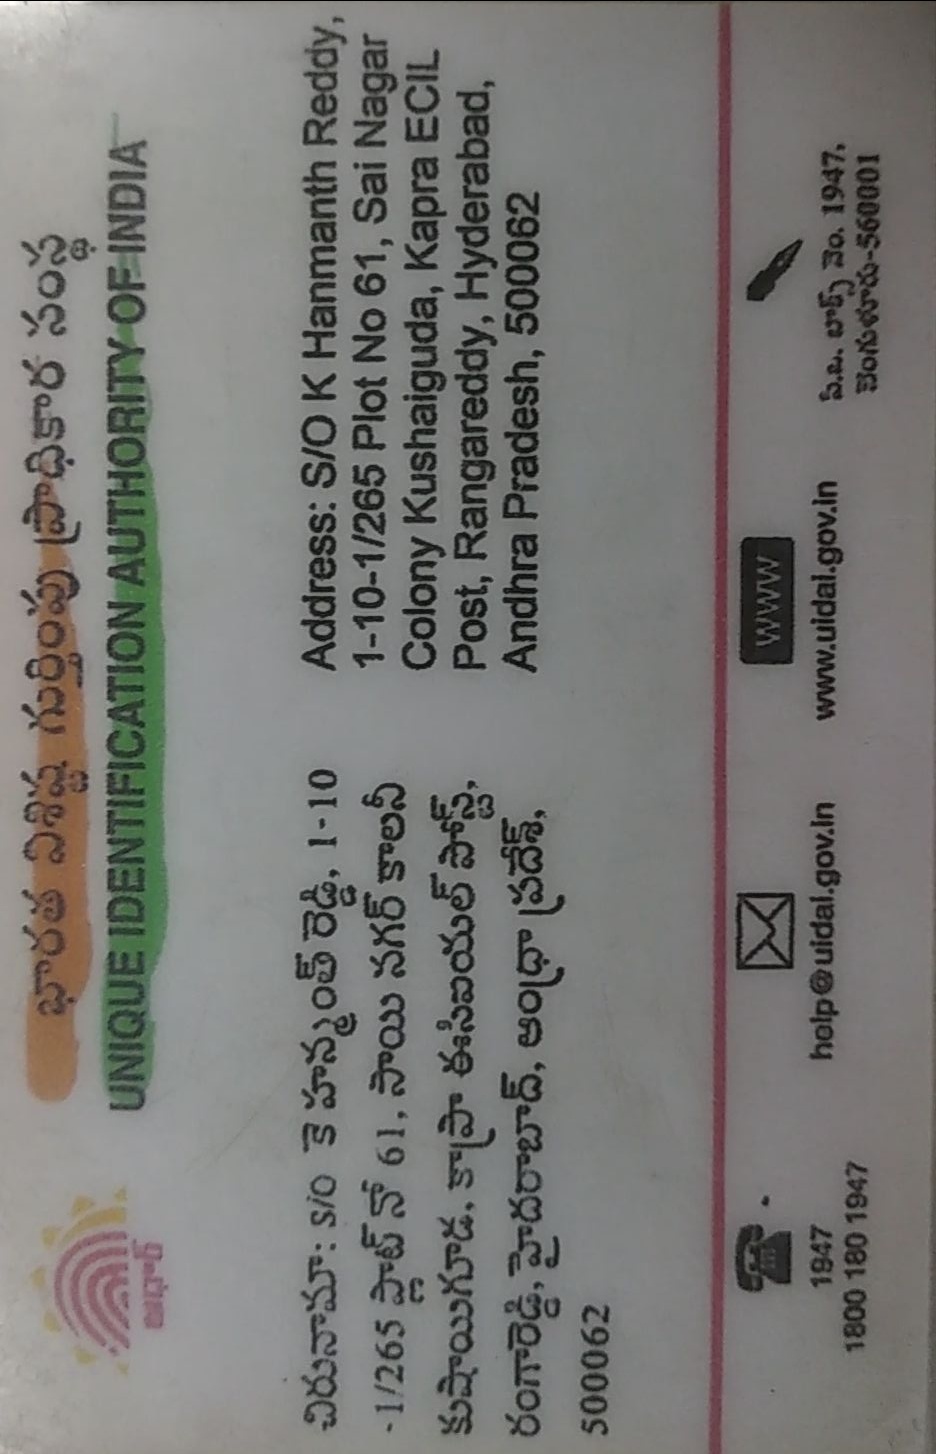 భారత విశిష్ట గుర్తింపు ప్రాధికార సంస్థ
UNIQUE IDENTIFICATION AUTHORITY OF INDIA
ఆధార్
చిరునామా: S/O కె హన్మంత్ రెడ్డి, 1-10
-1/265 ప్లాట్ నో 61, సాయి నగర్ కాలనీ
కుషాయిగూడ, కాప్రా ఈసిఐయల్ పోస్ట్,
రంగారెడ్డి, హైదరాబాద్, ఆంధ్రా ప్రదేశ్,
500062
Address: S/O K Hanmanth Reddy,
1-10-1/265 Plot No 61, Sai Nagar
Colony Kushaiguda, Kapra ECIL
Post, Rangareddy, Hyderabad,
Andhra Pradesh, 500062
1947
1800 180 1947
help@uidai.gov.in
WWW
www.uidai.gov.in
పి.బి. బాక్స్ నెం. 1947,
బెంగుళూరు-560001